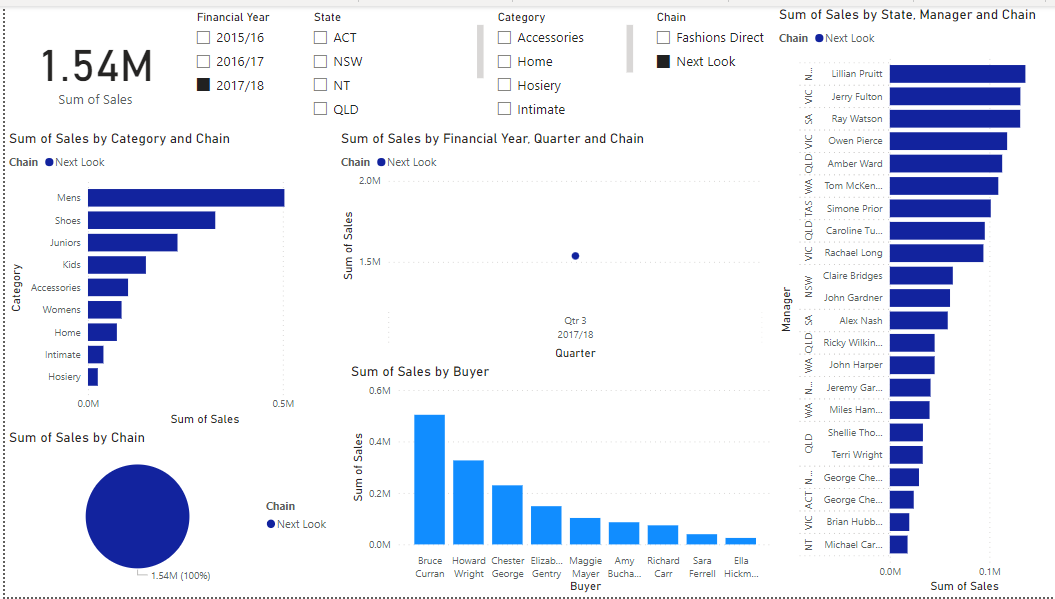 1.54M
Sum of Sales
Financial Year
2015/16
2016/17
2017/18
State
ACT
NSW
NT
QLD
Category
Accessories
Home
Hosiery
Intimate
Chain
Fashions Direct
Next Look
Sum of Sales by Category and Chain
Chain Next Look
Category
Mens
Shoes
Juniors
Kids
Accessories
Womens
Home
Intimate
Hosiery
0.0M 0.5M
Sum of Sales
Sum of Sales by Chain
Chain
Next Look
1.54M (100%)
Sum of Sales by Financial Year, Quarter and Chain
Chain Next Look
Sum of Sales
2.0M
1.5M
Qtr 3
2017/18
Quarter
Sum of Sales by Buyer
Sum of Sales
0.6M
0.4M
0.2M
0.0M
Bruce Curran
Howard Wright
Chester George
Elizab... Gentry
Maggie Mayer
Amy Bucha...
Richard Carr
Sara Ferrell
Ella Hickm...
Buyer
Sum of Sales by State, Manager and Chain
Chain Next Look
Manager
N... Lillian Pruitt
VIC Jerry Fulton
SA Ray Watson
VIC Owen Pierce
QLD Amber Ward
WA Tom McKen...
TAS Simone Prior
QLD Caroline Tu...
VIC Rachael Long
NSW Claire Bridges
John Gardner
SA Alex Nash
QLD Ricky Wilkin...
WA John Harper
N... Jeremy Gar...
WA Miles Ham...
QLD Shellie Tho...
Terri Wright
N... George Che...
ACT George Che...
VIC Brian Hubb...
NT Michael Car...
0.0M 0.1M
Sum of Sales